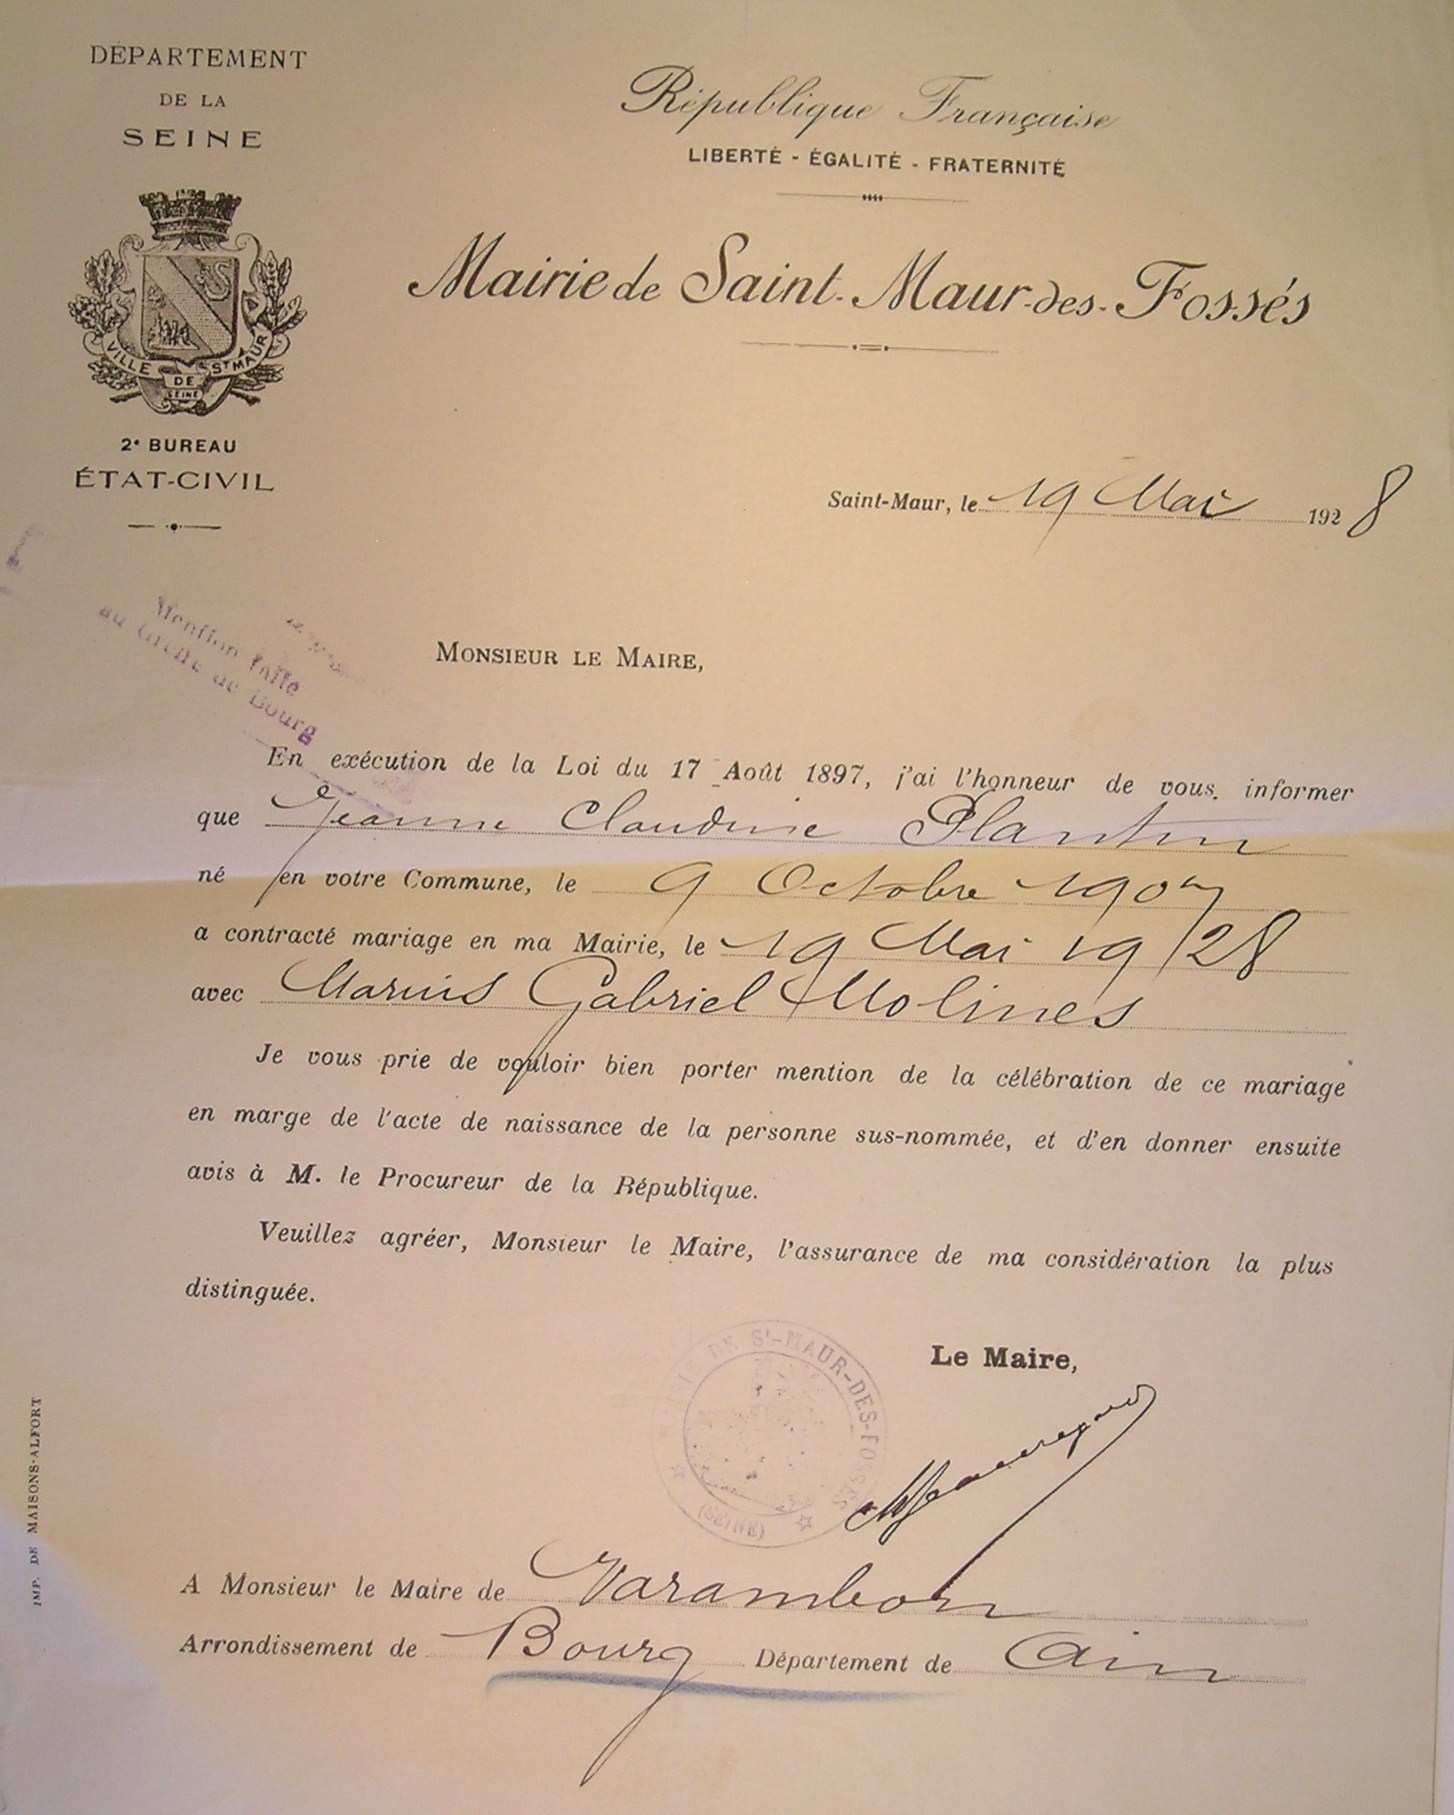 DÉPARTEMENT
DE LA
SEINE
VILLE DE ST MAUR
SEINE
2e BUREAU
ÉTAT-CIVIL
République Française
LIBERTÉ - ÉGALITÉ - FRATERNITÉ
Mairie de Saint-Maur-des-Fossés
Saint-Maur, le 19 Mai 1928
Mention faite
au Greffe de Bourg
MONSIEUR LE MAIRE,
En exécution de la Loi du 17 Août 1897, j'ai l'honneur de vous informer
que Jeanne Claudine Plantin
né en votre Commune, le 9 Octobre 1907
a contracté mariage en ma Mairie, le 19 Mai 1928
avec Marius Gabriel Molines
Je vous prie de vouloir bien porter mention de la célébration de ce mariage
en marge de l'acte de naissance de la personne sus-nommée, et d'en donner ensuite
avis à M. le Procureur de la République.
Veuillez agréer, Monsieur le Maire, l'assurance de ma considération la plus
distinguée.
Le Maire,
MAIRIE DE St-MAUR-DES-FOSSÉS
(SEINE)
A Monsieur le Maire de Varambon
Arrondissement de Bourg Département de Ain
IMP. DE MAISONS-ALFORT